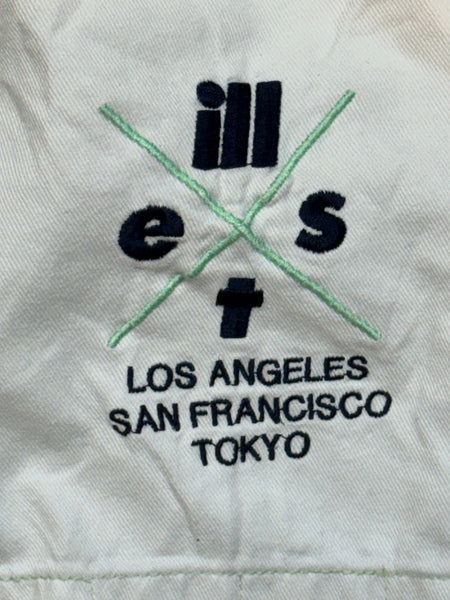 ill
e s
t
LOS ANGELES
SAN FRANCISCO
TOKYO